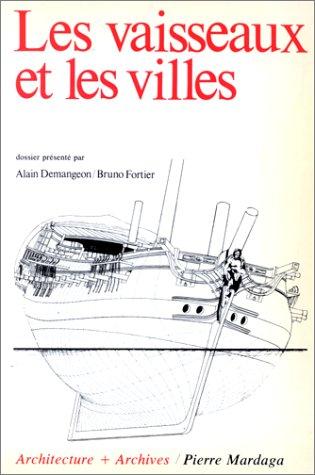 Les vaisseaux
et les villes
dossier présenté par
Alain Demangeon/Bruno Fortier
Architecture + Archives / Pierre Mardaga